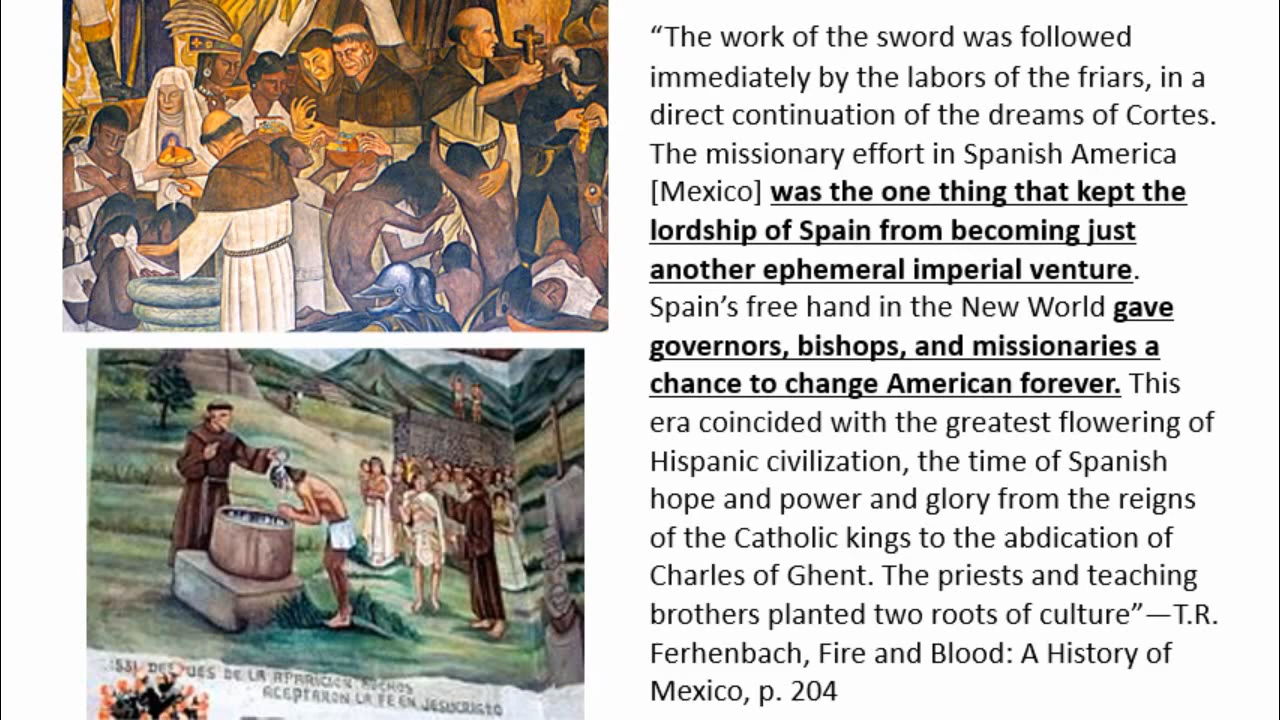 “The work of the sword was followed
immediately by the labors of the friars, in a
direct continuation of the dreams of Cortes.
The missionary effort in Spanish America
[Mexico] was the one thing that kept the
lordship of Spain from becoming just
another ephemeral imperial venture.
Spain’s free hand in the New World gave
governors, bishops, and missionaries a
chance to change American forever. This
era coincided with the greatest flowering of
Hispanic civilization, the time of Spanish
hope and power and glory from the reigns
of the Catholic kings to the abdication of
Charles of Ghent. The priests and teaching
brothers planted two roots of culture”—T.R.
Ferhenbach, Fire and Blood: A History of
Mexico, p. 204
DE LA APARICION
ACEPTARON LA FE EN JESUCRISTO